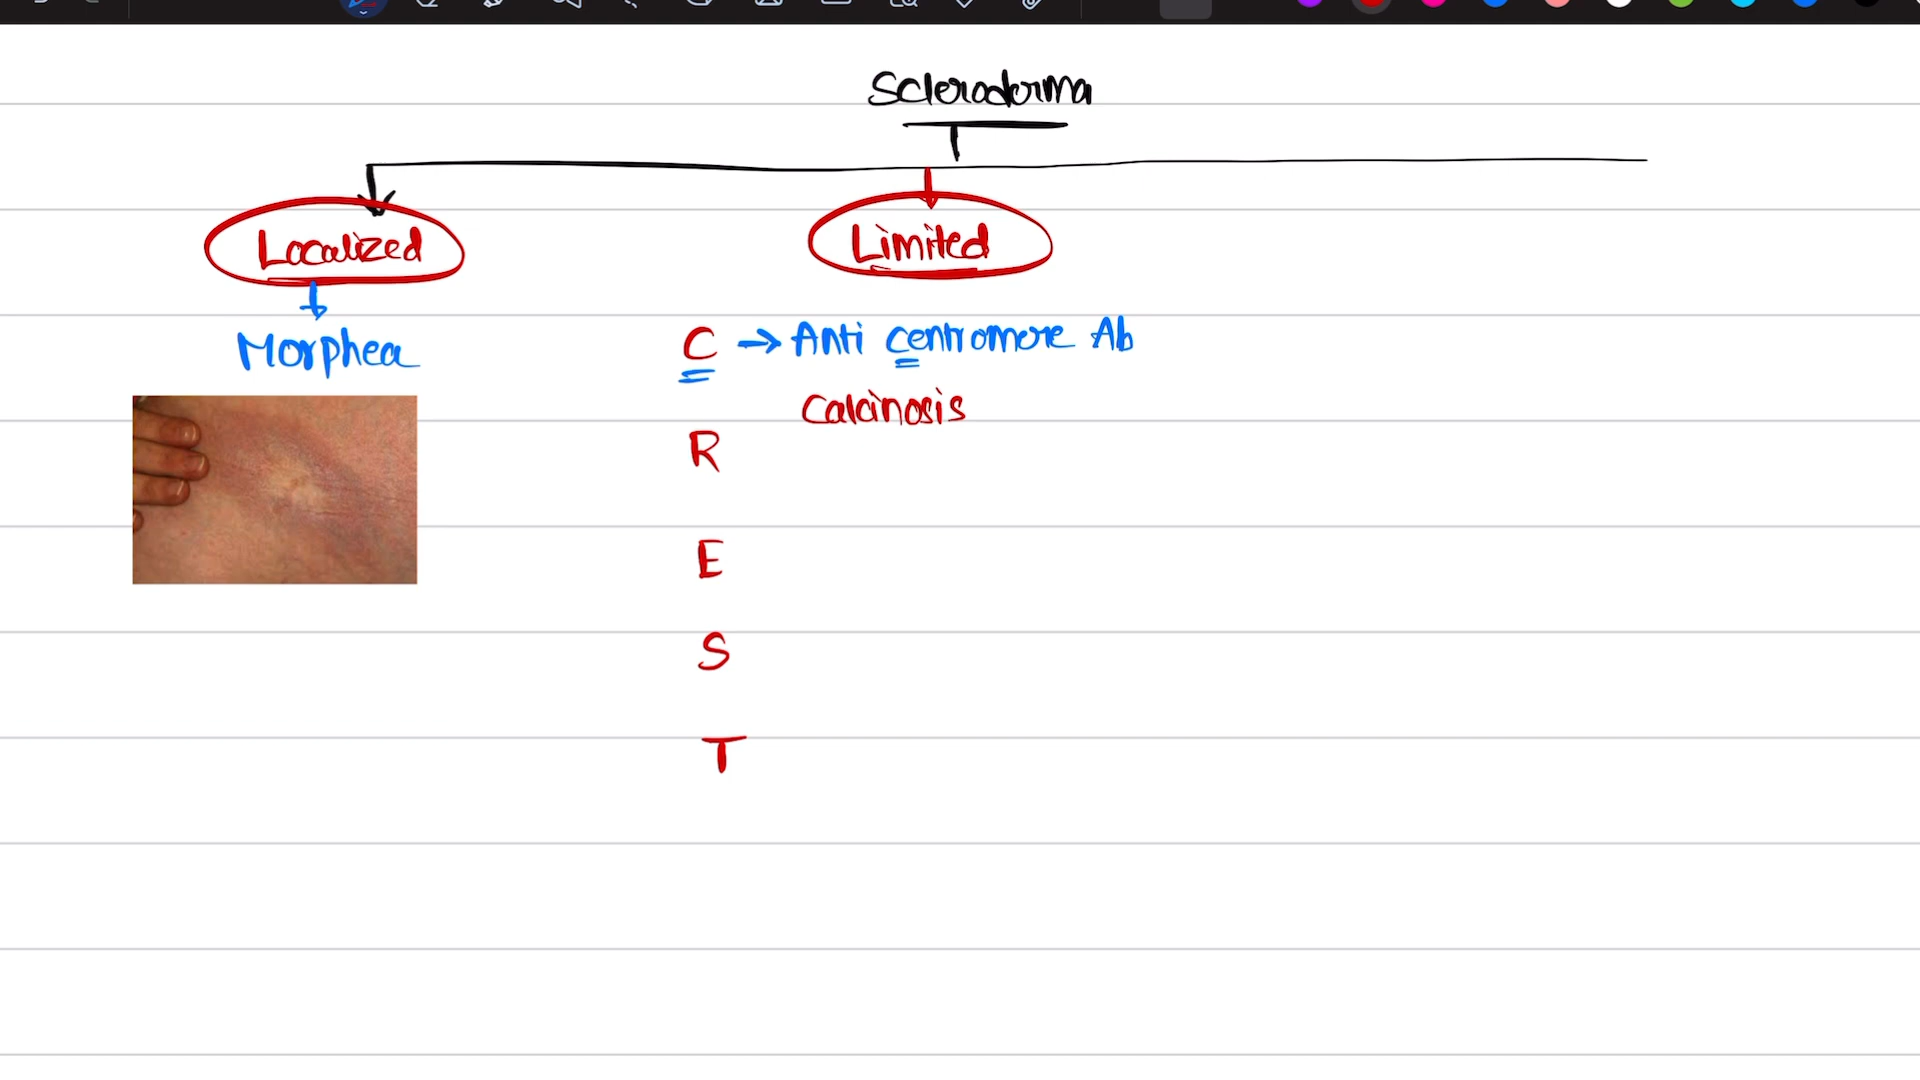 Scleroderma
Localized
Limited
Morphea
C → Anti centromere Ab
Calcinosis
R
E
S
T